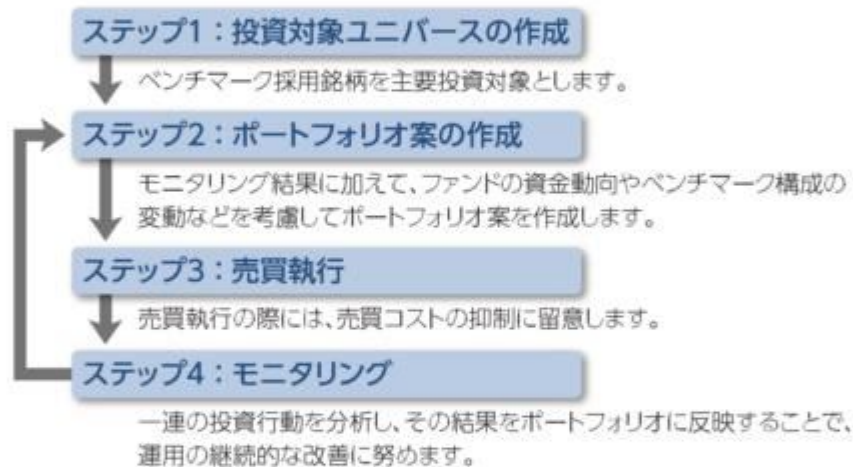 ステップ1：投資対象ユニバースの作成
ベンチマーク採用銘柄を主要投資対象とします。
ステップ2：ポートフォリオ案の作成
モニタリング結果に加えて、ファンドの資金動向やベンチマーク構成の
変動などを考慮してポートフォリオ案を作成します。
ステップ3：売買執行
売買執行の際には、売買コストの抑制に留意します。
ステップ4：モニタリング
一連の投資行動を分析し、その結果をポートフォリオに反映することで、
運用の継続的な改善に努めます。